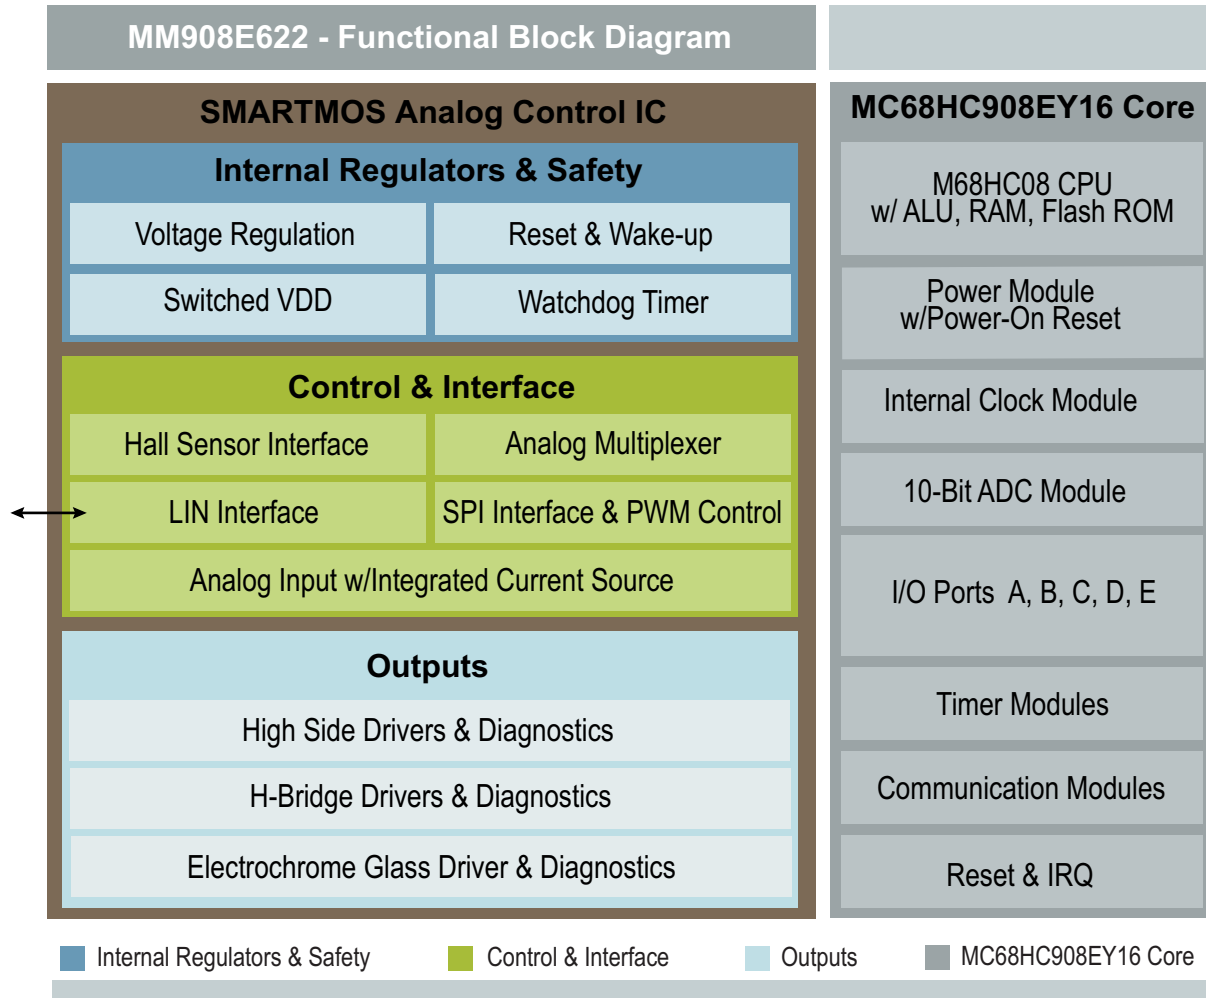 MM908E622 - Functional Block Diagram
SMARTMOS Analog Control IC
Internal Regulators & Safety
Voltage Regulation
Reset & Wake-up
Switched VDD
Watchdog Timer
Control & Interface
Hall Sensor Interface
Analog Multiplexer
LIN Interface
SPI Interface & PWM Control
Analog Input w/Integrated Current Source
Outputs
High Side Drivers & Diagnostics
H-Bridge Drivers & Diagnostics
Electrochrome Glass Driver & Diagnostics
MC68HC908EY16 Core
M68HC08 CPU
w/ ALU, RAM, Flash ROM
Power Module
w/Power-On Reset
Internal Clock Module
10-Bit ADC Module
I/O Ports A, B, C, D, E
Timer Modules
Communication Modules
Reset & IRQ
Internal Regulators & Safety
Control & Interface
Outputs
MC68HC908EY16 Core